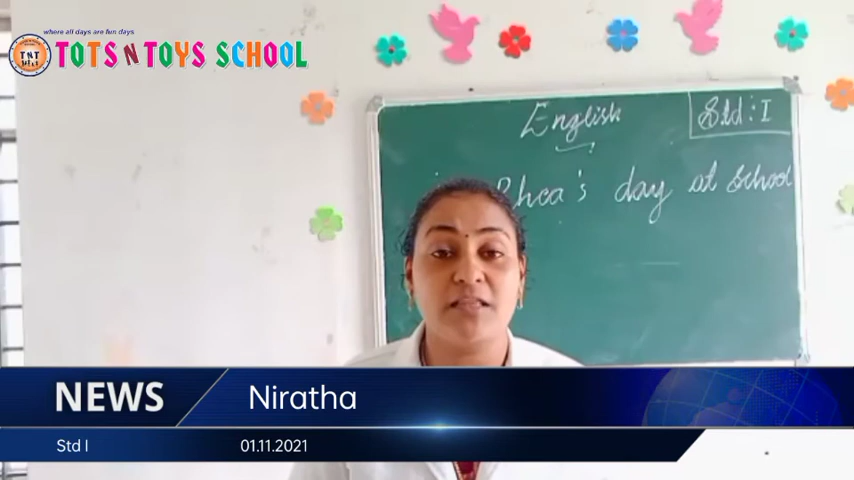 where all days are fun days
TNT
TOTS N TOYS SCHOOL
English
Std : I
Rhea's day at school
NEWS
Niratha
Std I
01.11.2021